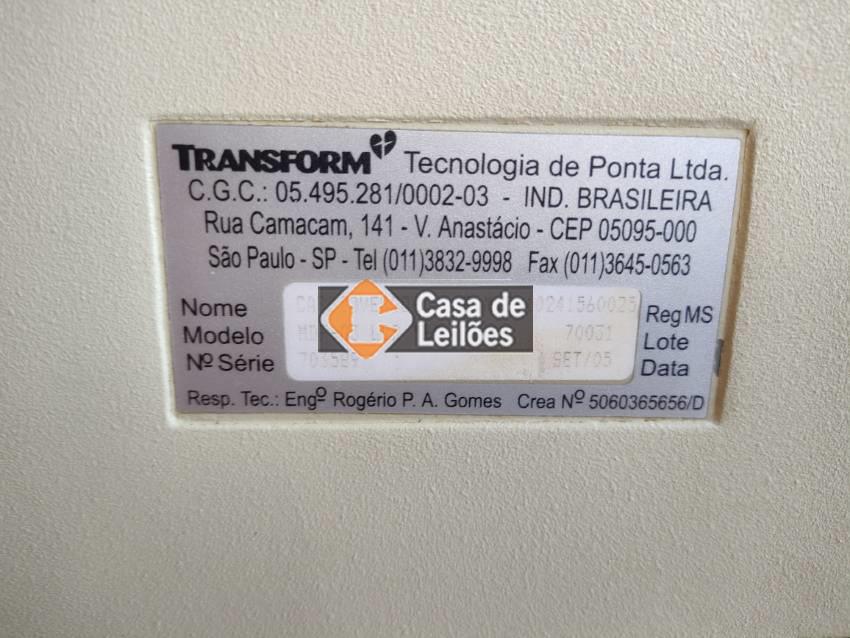 TRANSFORM Tecnologia de Ponta Ltda.
C.G.C.: 05.495.281/0002-03 - IND. BRASILEIRA
Rua Camacam, 141 - V. Anastácio - CEP 05095-000
São Paulo - SP - Tel (011)3832-9998 Fax (011)3645-0563
Nome Reg MS
Modelo 70031 Lote
Nº Série SET/05 Data
Casa de
Leilões
Resp. Tec.: Engº Rogério P. A. Gomes Crea Nº 5060365656/D